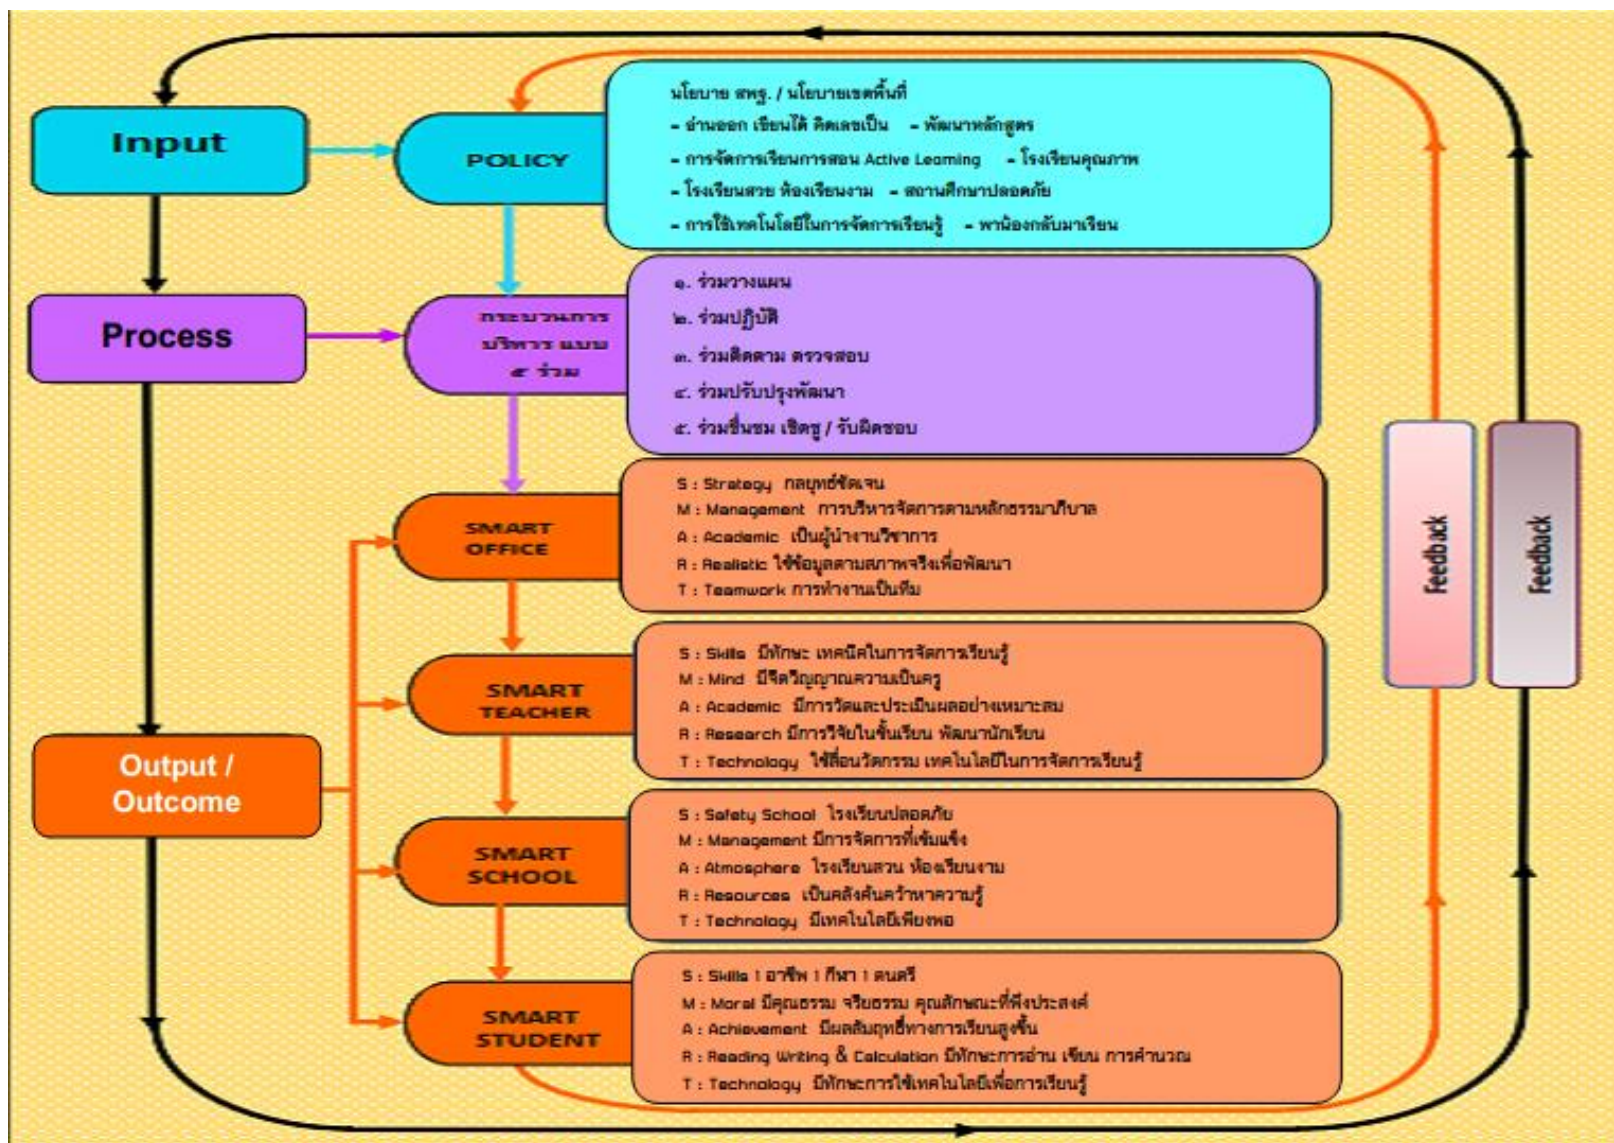 Input
POLICY
นโยบาย สพฐ. / นโยบายเขตพื้นที่
- อ่านออก เขียนได้ คิดเลขเป็น - พัฒนาหลักสูตร
- การจัดการเรียนการสอน Active Learning - โรงเรียนคุณภาพ
- โรงเรียนสวย ห้องเรียนงาม - สถานศึกษาปลอดภัย
- การใช้เทคโนโลยีในการจัดการเรียนรู้ - พาน้องกลับมาเรียน
Process
กระบวนการ
บริหาร แบบ
๕ ร่วม
๑. ร่วมวางแผน
๒. ร่วมปฏิบัติ
๓. ร่วมติดตาม ตรวจสอบ
๔. ร่วมปรับปรุงพัฒนา
๕. ร่วมชื่นชม เชิดชู / รับผิดชอบ
SMART
OFFICE
S : Strategy กลยุทธ์ชัดเจน
M : Management การบริหารจัดการตามหลักธรรมาภิบาล
A : Academic เป็นผู้นำงานวิชาการ
R : Realistic ใช้ข้อมูลตามสภาพจริงเพื่อพัฒนา
T : Teamwork การทำงานเป็นทีม
SMART
TEACHER
S : Skills มีทักษะ เทคนิคในการจัดการเรียนรู้
M : Mind มีจิตวิญญาณความเป็นครู
A : Academic มีการวัดและประเมินผลอย่างเหมาะสม
R : Research มีการวิจัยในชั้นเรียน พัฒนานักเรียน
T : Technology ใช้สื่อนวัตกรรม เทคโนโลยีในการจัดการเรียนรู้
Output /
Outcome
SMART
SCHOOL
S : Safety School โรงเรียนปลอดภัย
M : Management มีการจัดการที่เข้มแข็ง
A : Atmosphere โรงเรียนสวน ห้องเรียนงาม
R : Resources เป็นคลังค้นคว้าหาความรู้
T : Technology มีเทคโนโลยีเพียงพอ
SMART
STUDENT
S : Skills 1 อาชีพ 1 กีฬา 1 ดนตรี
M : Moral มีคุณธรรม จริยธรรม คุณลักษณะที่พึงประสงค์
A : Achievement มีผลสัมฤทธิ์ทางการเรียนสูงขึ้น
R : Reading Writing & Calculation มีทักษะการอ่าน เขียน การคำนวณ
T : Technology มีทักษะการใช้เทคโนโลยีเพื่อการเรียนรู้
Feedback
Feedback